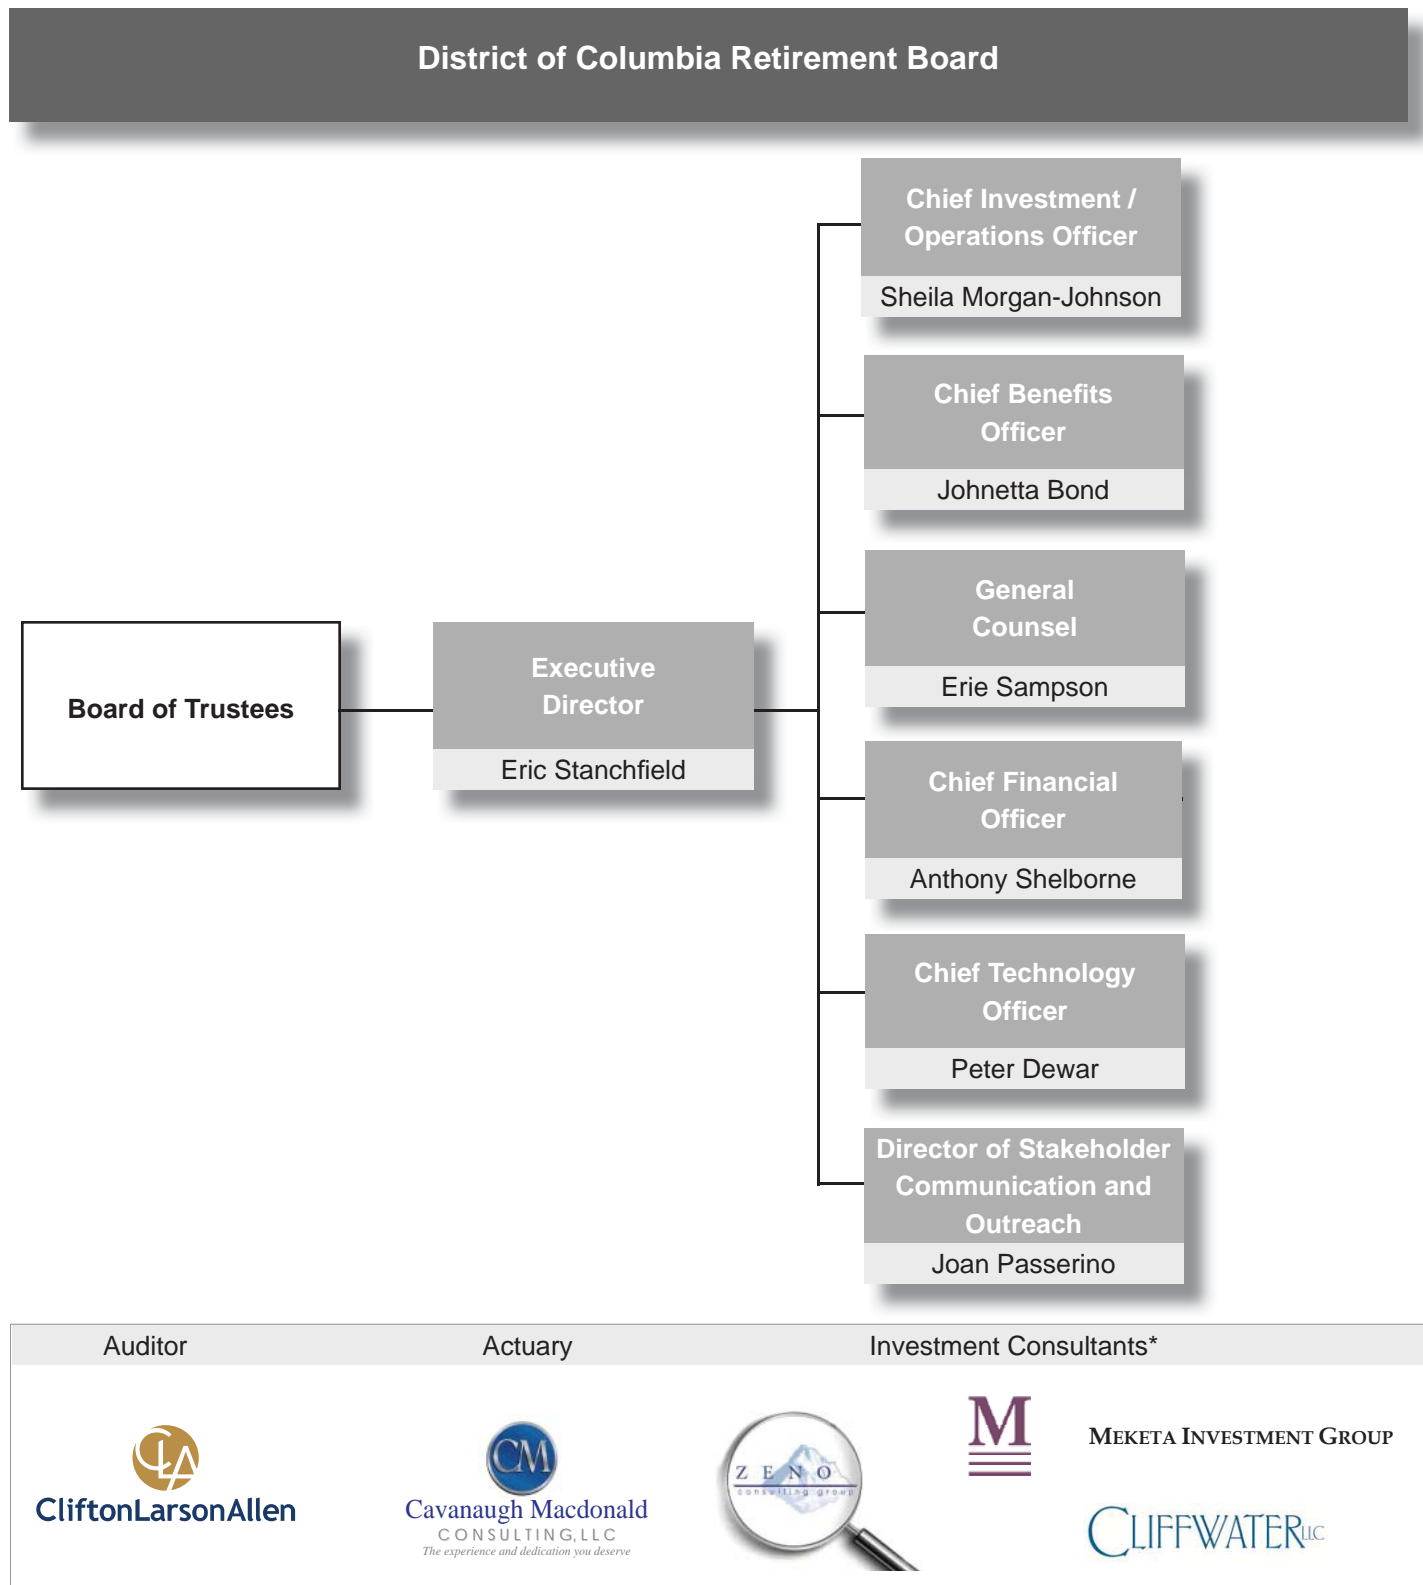 District of Columbia Retirement Board
Chief Investment /
Operations Officer
Sheila Morgan-Johnson
Chief Benefits
Officer
Johnetta Bond
General
Counsel
Erie Sampson
Board of Trustees
Executive
Director
Eric Stanchfield
Chief Financial
Officer
Anthony Shelborne
Chief Technology
Officer
Peter Dewar
Director of Stakeholder
Communication and
Outreach
Joan Passerino
Auditor
Actuary
Investment Consultants*
CLA
CliftonLarsonAllen
CM
Cavanaugh Macdonald
CONSULTING, LLC
The experience and dedication you deserve
ZENO
consulting group
M
MEKETA INVESTMENT GROUP
CLIFFWATER LLC